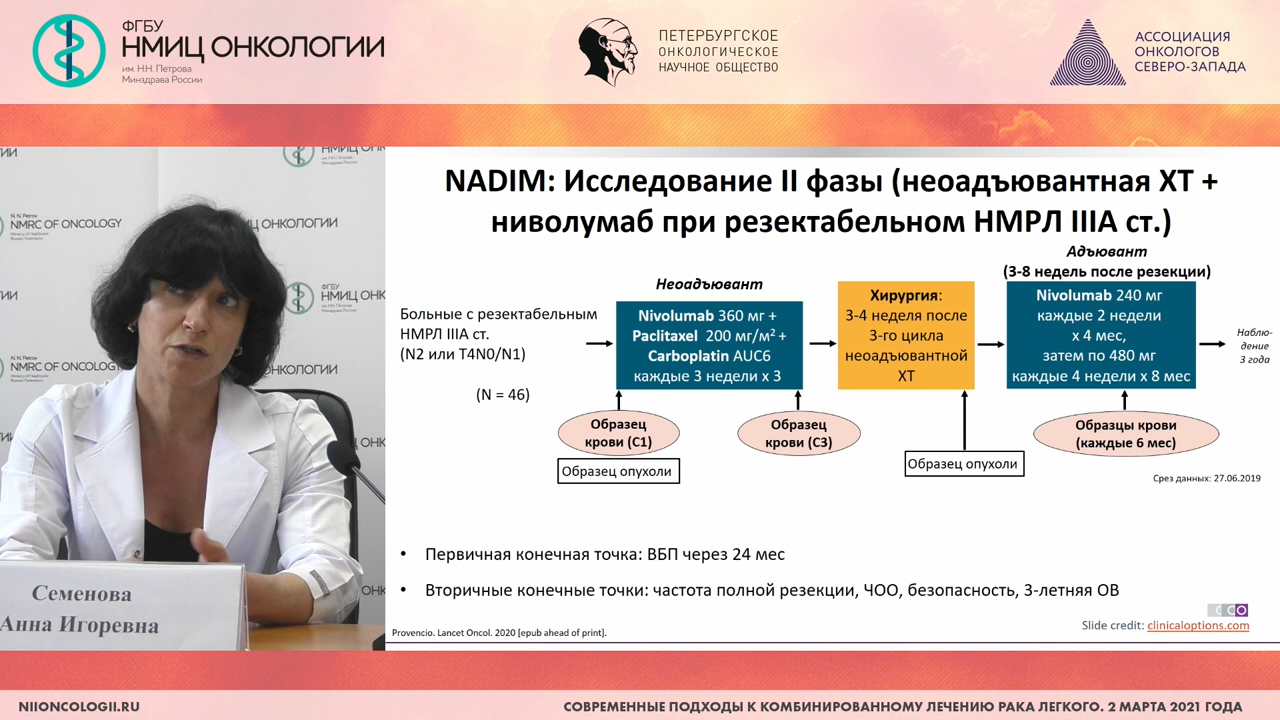 ФГБУ
НМИЦ ОНКОЛОГИИ
им. Н.Н. Петрова
Минздрава России
ПЕТЕРБУРГСКОЕ
ОНКОЛОГИЧЕСКОЕ
НАУЧНОЕ ОБЩЕСТВО
АССОЦИАЦИЯ
ОНКОЛОГОВ
СЕВЕРО-ЗАПАДА
N. N. Petrov
NMRC OF ONCOLOGY
ФГБУ
НМИЦ ОНКОЛОГИИ
Семенова
Анна Игоревна
NADIM: Исследование II фазы (неоадъювантная ХТ +
ниволумаб при резектабельном НМРЛ IIIA ст.)
Адъювант
(3-8 недель после резекции)
Неоадъювант
Больные с резектабельным
НМРЛ IIIA ст.
(N2 или T4N0/N1)
(N = 46)
Nivolumab 360 мг +
Paclitaxel 200 мг/м² +
Carboplatin AUC6
каждые 3 недели x 3
Хирургия:
3-4 неделя после
3-го цикла
неоадъювантной
ХТ
Nivolumab 240 мг
каждые 2 недели
x 4 мес,
затем по 480 мг
каждые 4 недели x 8 мес
Наблю-
дение
3 года
Образец
крови (C1)
Образец опухоли
Образец
крови (C3)
Образец опухоли
Образцы крови
(каждые 6 мес)
Срез данных: 27.06.2019
• Первичная конечная точка: ВБП через 24 мес
• Вторичные конечные точки: частота полной резекции, ЧОО, безопасность, 3-летняя ОВ
CCO
Slide credit: clinicaloptions.com
Provencio. Lancet Oncol. 2020 [epub ahead of print].
NIIONCOLOGII.RU
СОВРЕМЕННЫЕ ПОДХОДЫ К КОМБИНИРОВАННОМУ ЛЕЧЕНИЮ РАКА ЛЕГКОГО. 2 МАРТА 2021 ГОДА